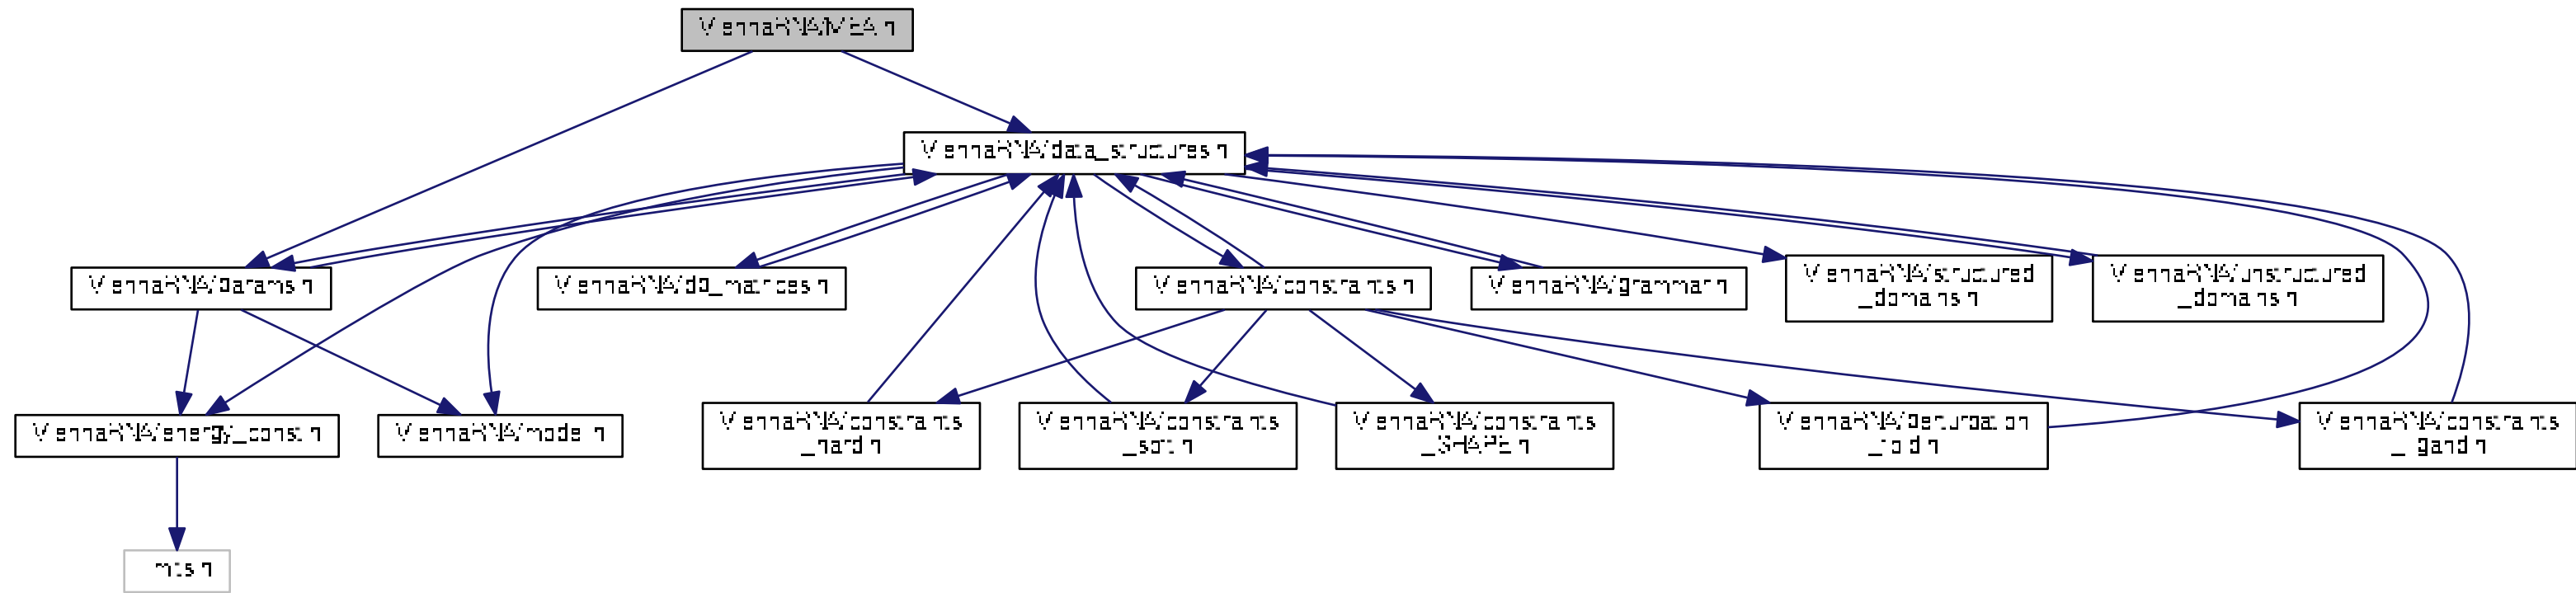 ViennaRNA/MEA.h
ViennaRNA/data_structures.h
ViennaRNA/params.h
ViennaRNA/dp_matrices.h
ViennaRNA/constraints.h
ViennaRNA/grammar.h
ViennaRNA/structured
_domains.h
ViennaRNA/unstructured
_domains.h
ViennaRNA/energy_const.h
ViennaRNA/model.h
ViennaRNA/constraints
_hard.h
ViennaRNA/constraints
_soft.h
ViennaRNA/constraints
_SHAPE.h
ViennaRNA/perturbation
_fold.h
ViennaRNA/constraints
_ligand.h
limits.h